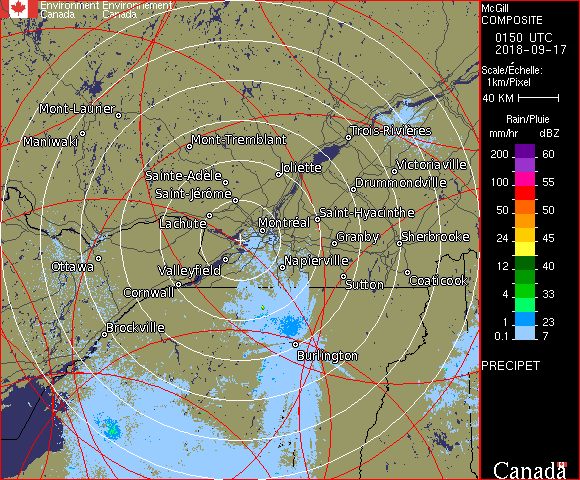 Environment Environnement
Canada Canada
McGill
COMPOSITE
0150 UTC
2018-09-17
Scale/Échelle:
1km/Pixel
40 KM
Rain/Pluie
mm/hr dBZ
200 60
100 55
50 50
24 45
12 40
4 33
1 23
0.1 7
PRECIPET
Canada
Mont-Laurier
Maniwaki
Mont-Tremblant
Trois-Rivières
Joliette
Victoriaville
Sainte-Adèle
Drummondville
Saint-Jérôme
Lachute
Saint-Hyacinthe
Montréal
Granby
Sherbrooke
Ottawa
Valleyfield
Napierville
Sutton
Coaticook
Cornwall
Brockville
Burlington